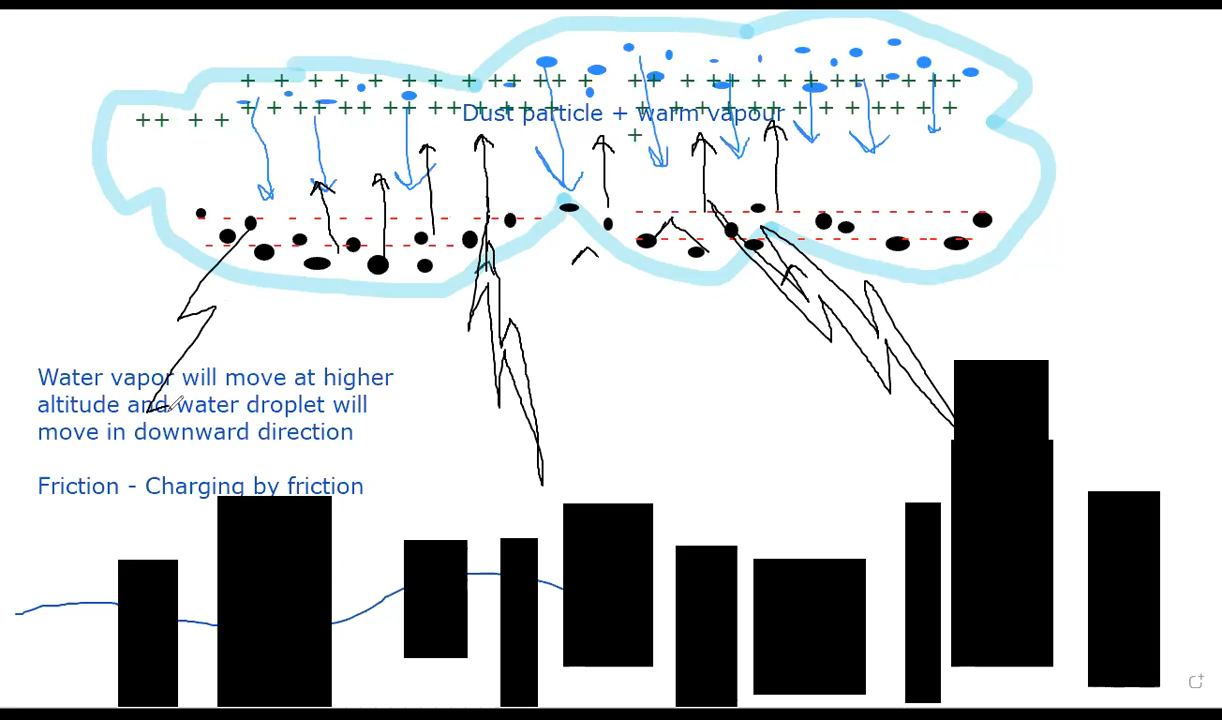 Dust particle + warm vapour
Water vapor will move at higher
altitude and water droplet will
move in downward direction
Friction - Charging by friction